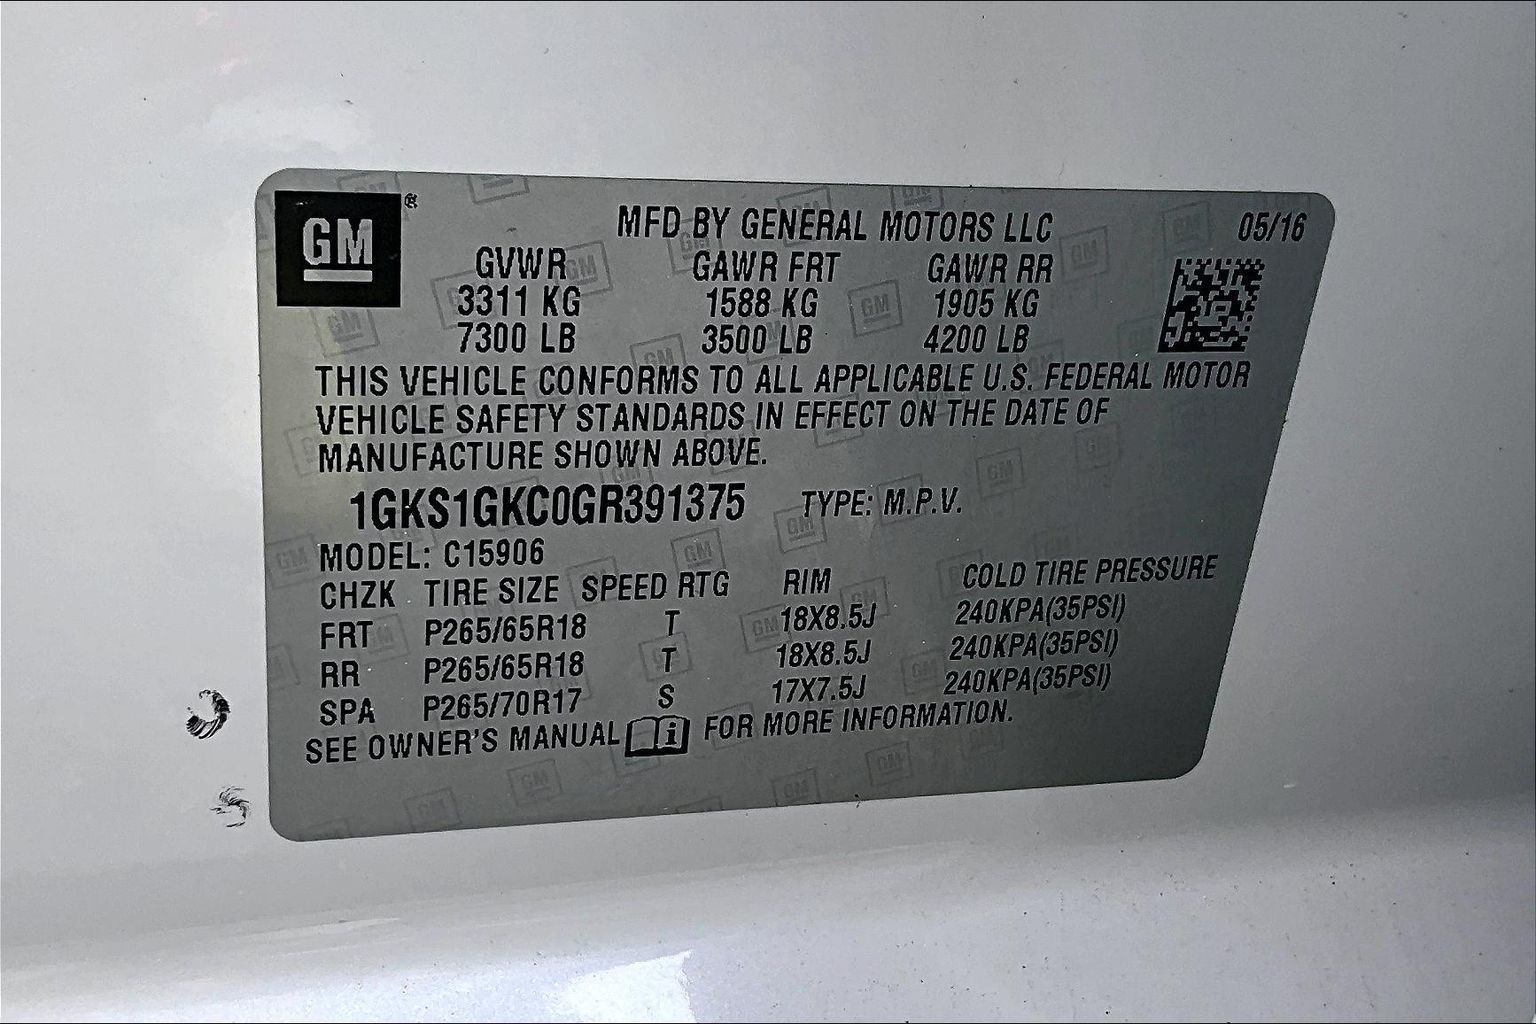 GM ®
MFD BY GENERAL MOTORS LLC 05/16
GVWR GAWR FRT GAWR RR
3311 KG 1588 KG 1905 KG
7300 LB 3500 LB 4200 LB
THIS VEHICLE CONFORMS TO ALL APPLICABLE U.S. FEDERAL MOTOR
VEHICLE SAFETY STANDARDS IN EFFECT ON THE DATE OF
MANUFACTURE SHOWN ABOVE.
1GKS1GKC0GR391375 TYPE: M.P.V.
MODEL: C15906
CHZK TIRE SIZE SPEED RTG RIM COLD TIRE PRESSURE
FRT P265/65R18 T 18X8.5J 240KPA(35PSI)
RR P265/65R18 T 18X8.5J 240KPA(35PSI)
SPA P265/70R17 S 17X7.5J 240KPA(35PSI)
SEE OWNER'S MANUAL i FOR MORE INFORMATION.